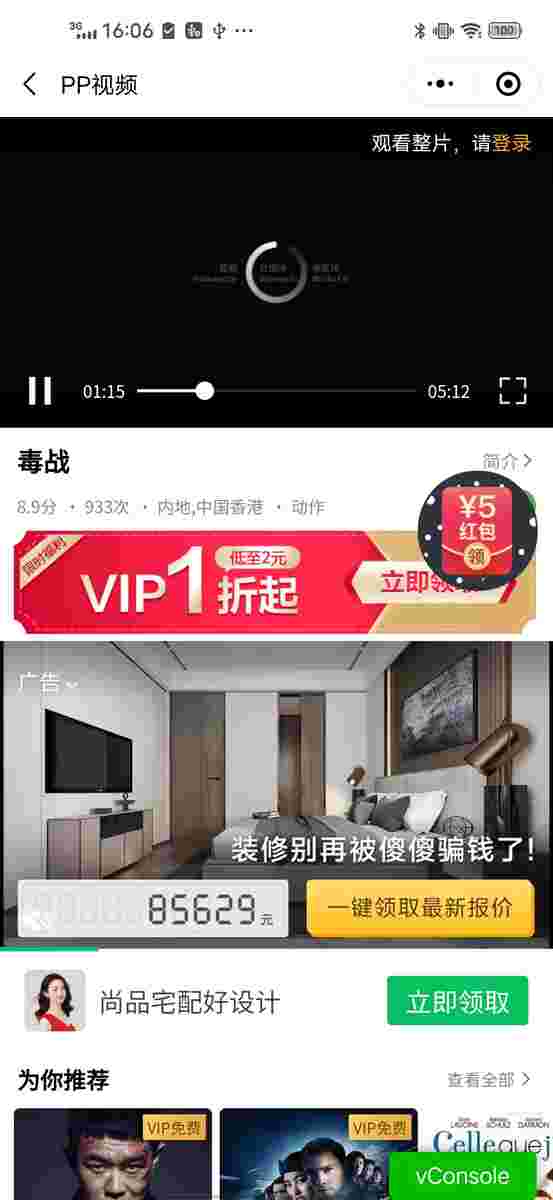 3G 16:06 100
PP视频
观看整片，请登录
01:15 05:12
毒战
简介
8.9分 · 933次 · 内地,中国香港 · 动作
¥5
红包
领
限时福利
VIP1折起
低至2元
立即领取
广告
装修别再被傻傻骗钱了!
85629元
一键领取最新报价
尚品宅配好设计
立即领取
为你推荐
查看全部
VIP免费
VIP免费
vConsole